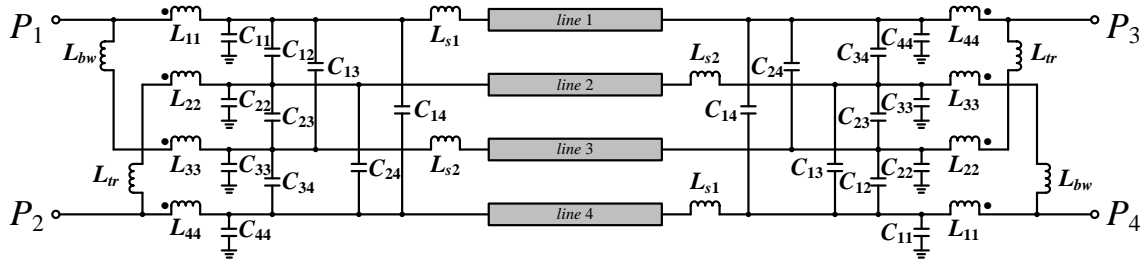 P1 L11 C11 C12 Ls1 line 1 C34 C44 L44 P3
Lbw C13 Ls2 C24 Ltr
L22 C22 C23 C14 line 2 C14 C23 C33 L33
Ltr L33 C33 C34 C24 Ls2 line 3 C13 C12 C22 L22 Lbw
P2 L44 C44 Ls1 line 4 C11 L11 P4